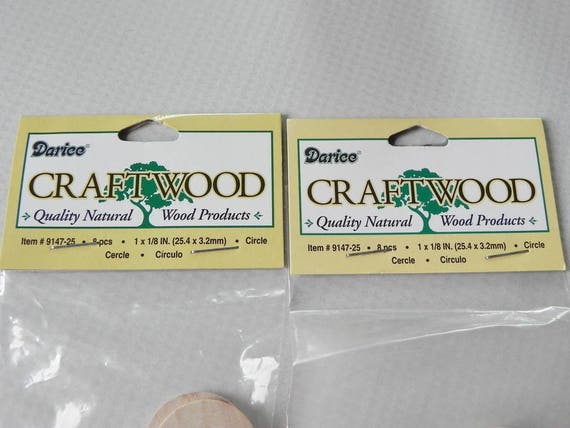 Darice®
CRAFTWOOD
Quality Natural Wood Products
Item # 9147-25 • 8 pcs • 1 x 1/8 IN. (25.4 x 3.2mm) • Circle
Cercle • Círculo
Darice®
CRAFTWOOD
Quality Natural Wood Products
Item # 9147-25 • 8 pcs • 1 x 1/8 IN. (25.4 x 3.2mm) • Circle
Cercle • Círculo